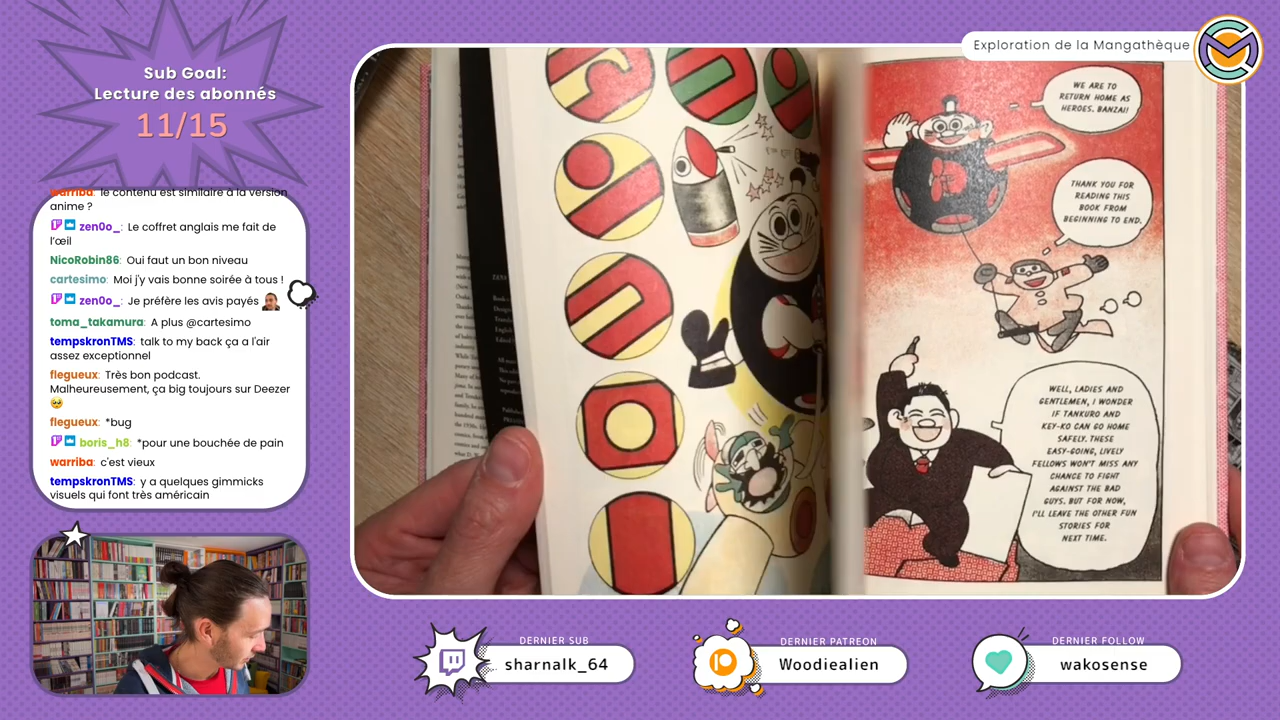 Sub Goal:
Lecture des abonnés
11/15
warriba: le contenu est similaire à la version
anime ?
zen0o_: Le coffret anglais me fait de
l'œil
NicoRobin86: Oui faut un bon niveau
cartesimo: Moi j'y vais bonne soirée à tous !
zen0o_: Je préfère les avis payés
toma_takamura: A plus @cartesimo
tempskronTMS: talk to my back ça a l'air
assez exceptionnel
flegueux: Très bon podcast.
Malheureusement, ça big toujours sur Deezer
flegueux: *bug
boris_h8: *pour une bouchée de pain
warriba: c'est vieux
tempskronTMS: y a quelques gimmicks
visuels qui font très américain
Exploration de la Mangathèque
WE ARE TO
RETURN HOME AS
HEROES. BANZAI!
THANK YOU FOR
READING THIS
BOOK FROM
BEGINNING TO END.
WELL, LADIES AND
GENTLEMEN, I WONDER
IF TANKURO AND
KEY-KO CAN GO HOME
SAFELY. THESE
EASY-GOING, LIVELY
FELLOWS WON'T MISS ANY
CHANCE TO FIGHT
AGAINST THE BAD
GUYS. BUT FOR NOW,
I'LL LEAVE THE OTHER FUN
STORIES FOR
NEXT TIME.
DERNIER SUB
sharnalk_64
DERNIER PATREON
Woodiealien
DERNIER FOLLOW
wakosense